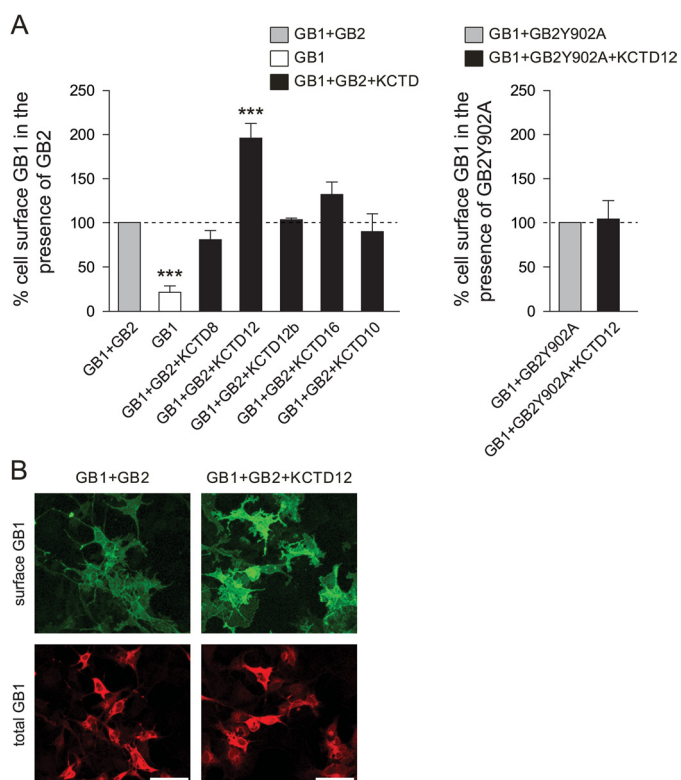 A
GB1+GB2
GB1
GB1+GB2+KCTD
% cell surface GB1 in the
presence of GB2
250
200
150
100
50
0
***
***
GB1+GB2
GB1
GB1+GB2+KCTD8
GB1+GB2+KCTD12
GB1+GB2+KCTD12b
GB1+GB2+KCTD16
GB1+GB2+KCTD10
GB1+GB2Y902A
GB1+GB2Y902A+KCTD12
% cell surface GB1 in the
presence of GB2Y902A
250
200
150
100
50
0
GB1+GB2Y902A
GB1+GB2Y902A+KCTD12
B
GB1+GB2
GB1+GB2+KCTD12
surface GB1
total GB1